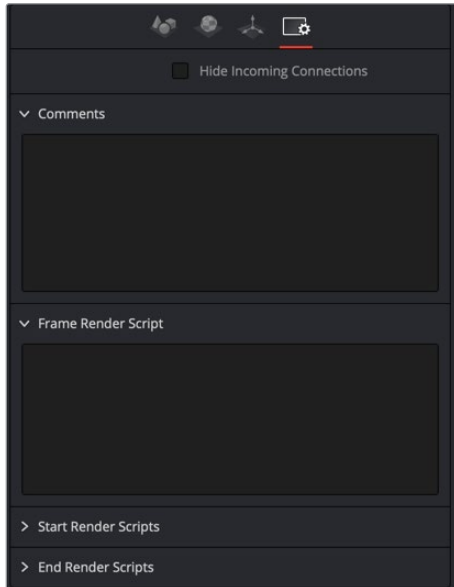 Hide Incoming Connections
Comments
Frame Render Script
Start Render Scripts
End Render Scripts